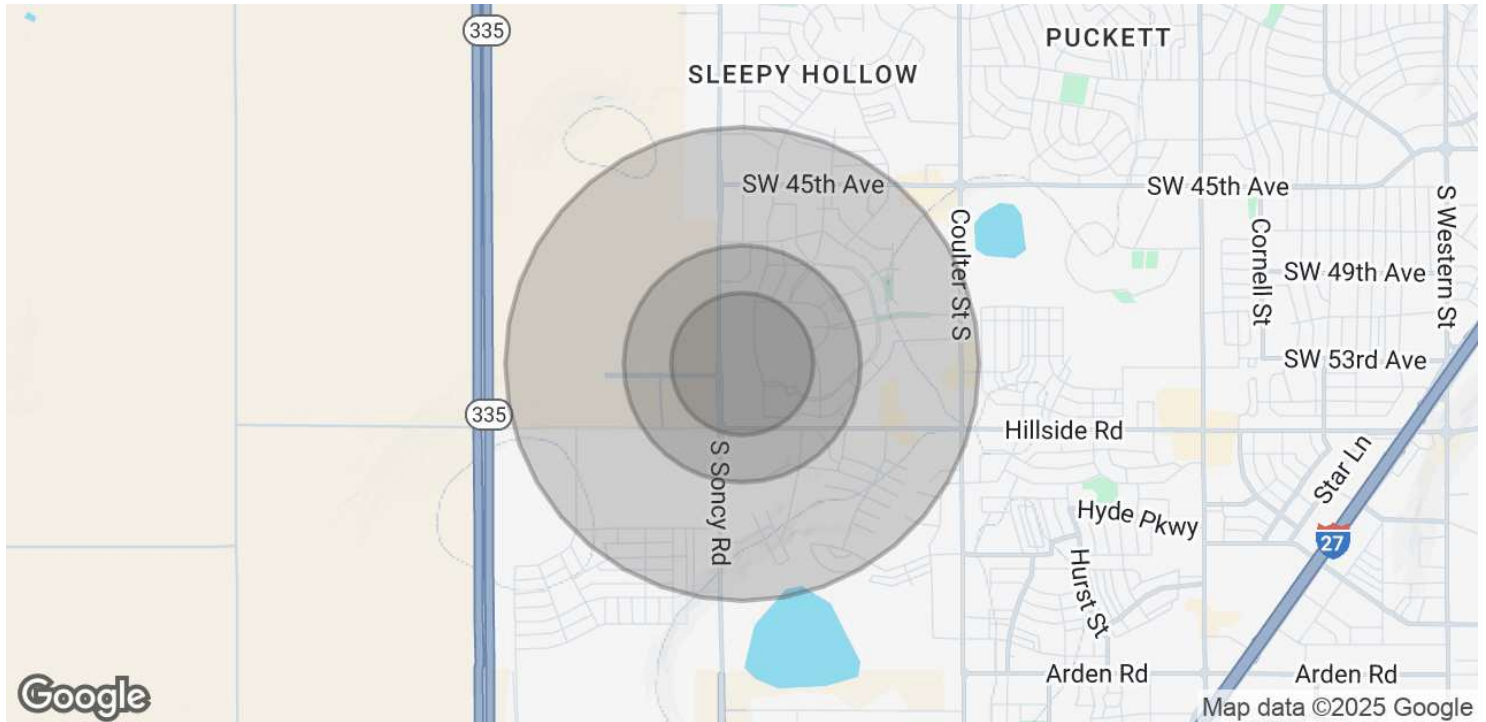 335
PUCKETT
SLEEPY HOLLOW
SW 45th Ave
SW 45th Ave
Coulter St S
Cornell St
S Western St
SW 49th Ave
SW 53rd Ave
335
Hillside Rd
S Soncy Rd
Star Ln
Hyde Pkwy
27
Hurst St
Arden Rd
Arden Rd
Google
Map data ©2025 Google